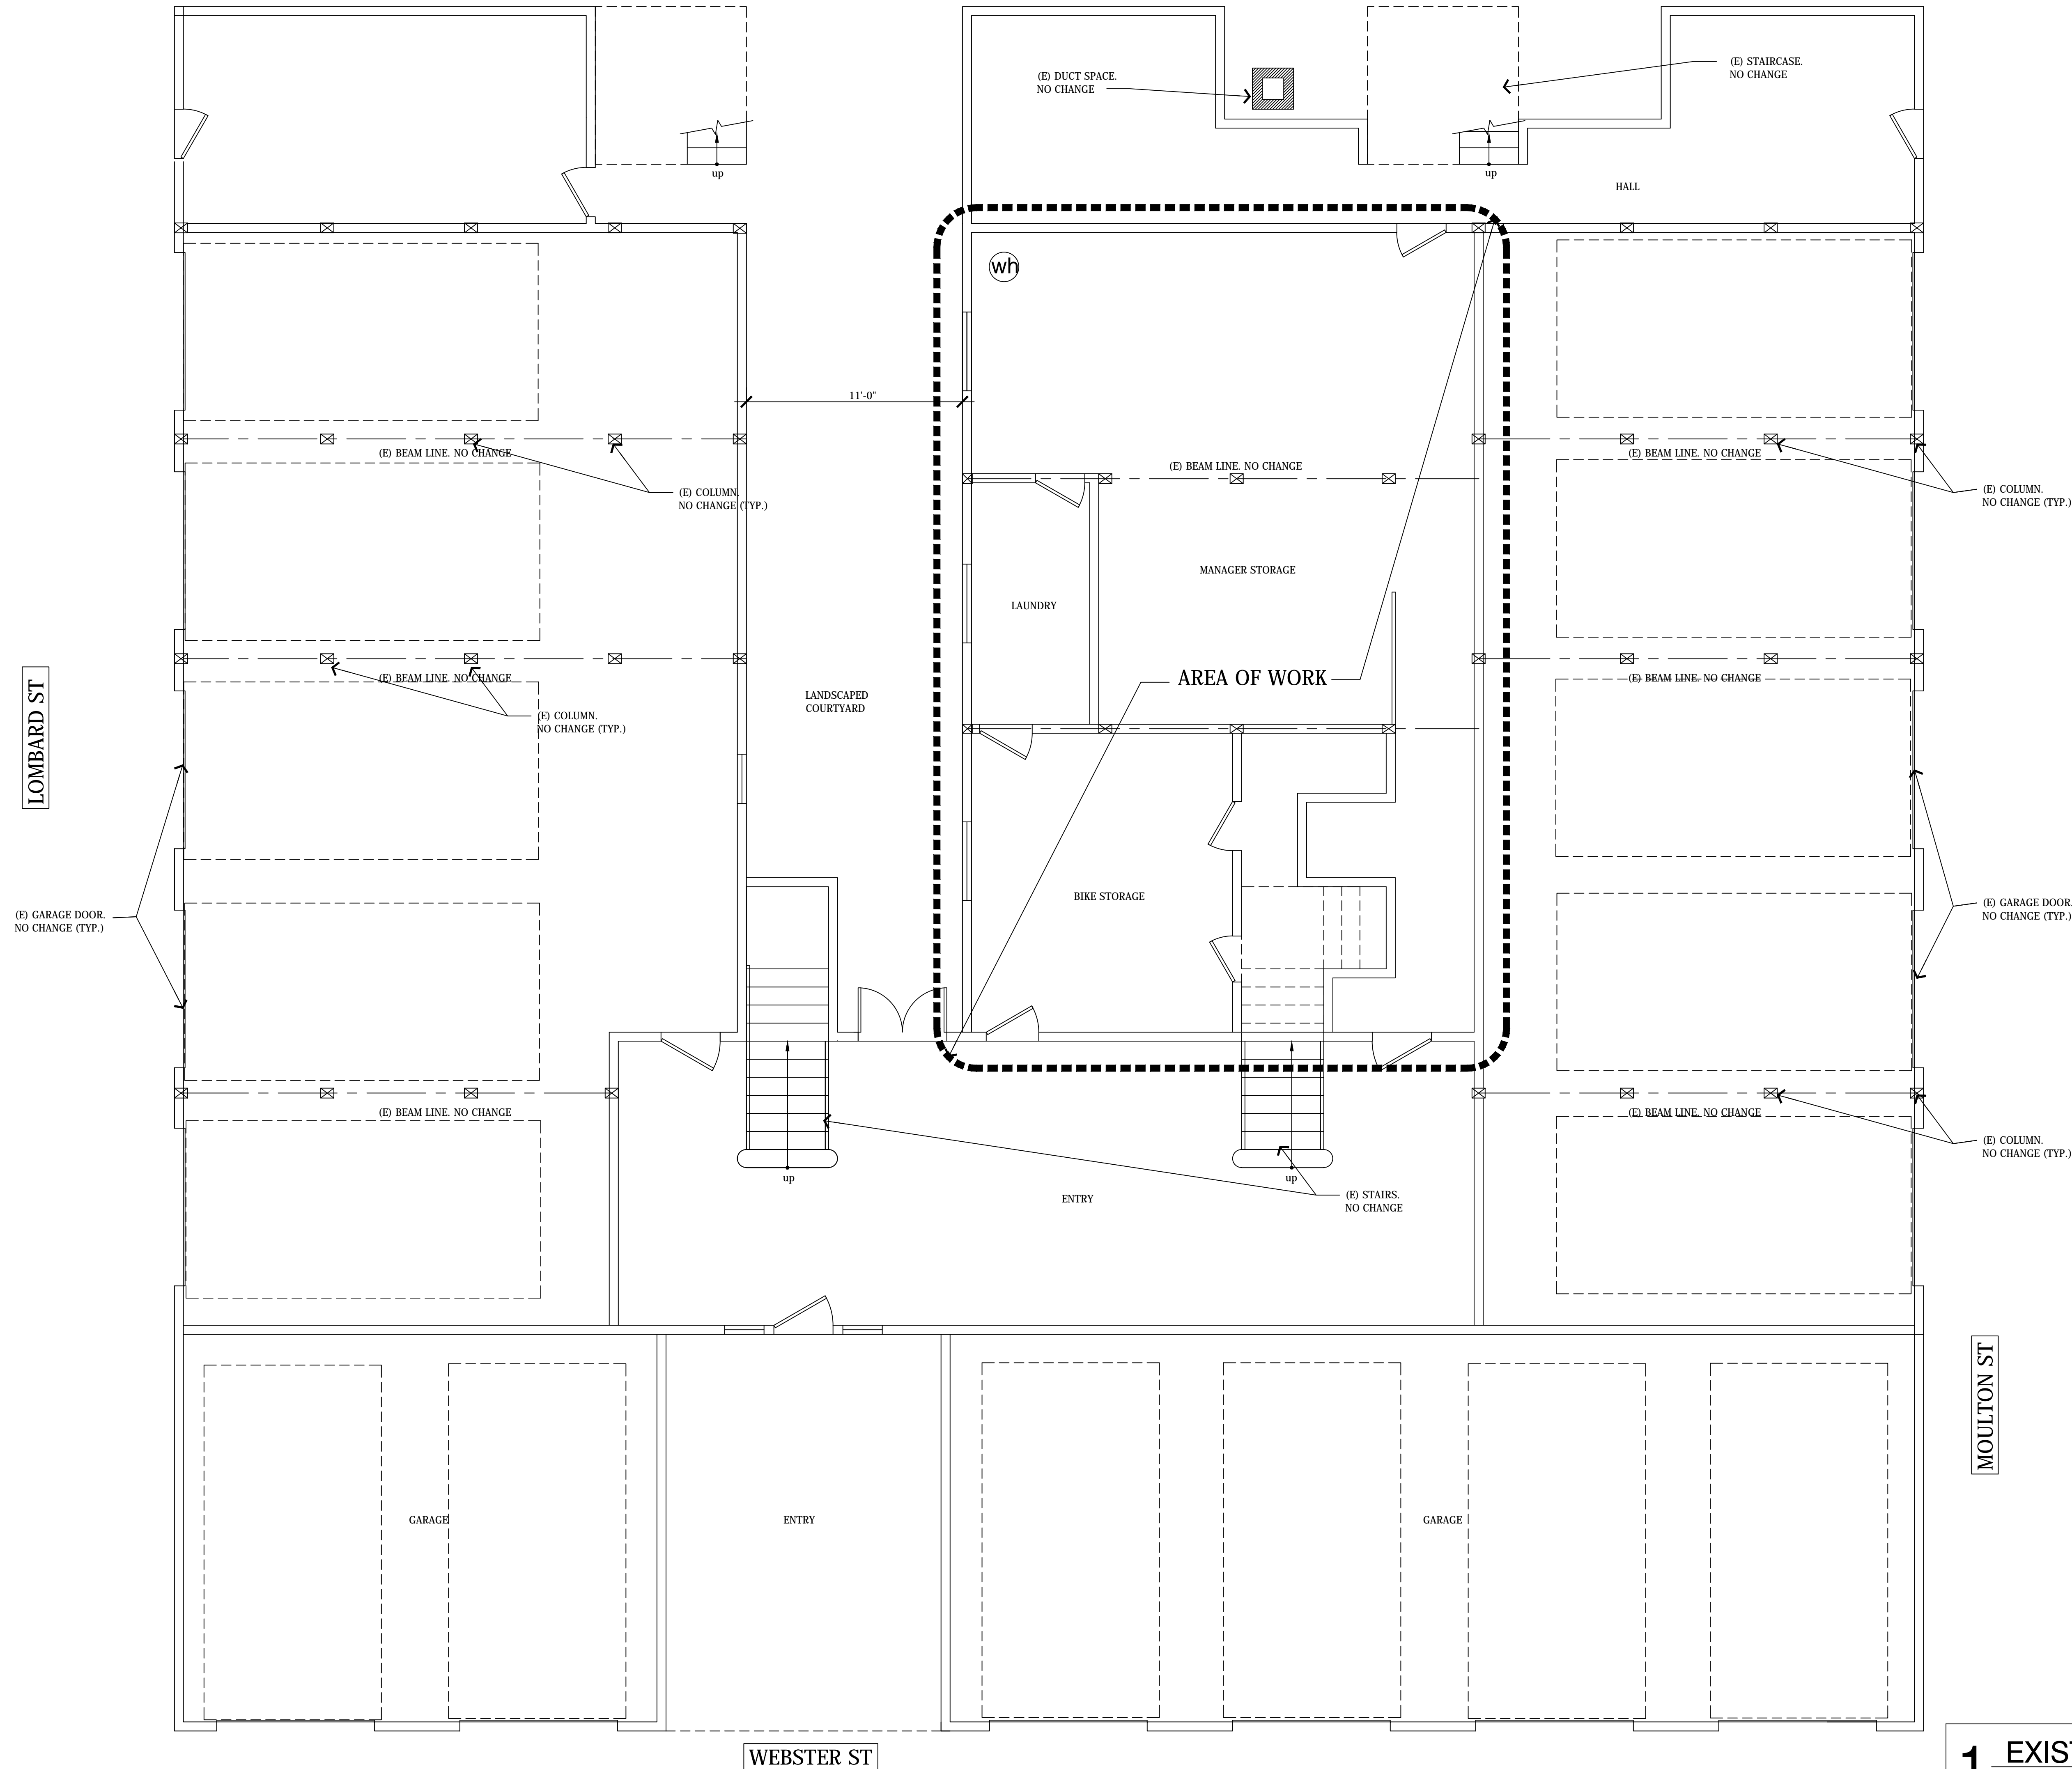 (E) DUCT SPACE.
NO CHANGE
(E) STAIRCASE.
NO CHANGE
up
up
HALL
wh
11'-0"
(E) BEAM LINE. NO CHANGE
(E) BEAM LINE. NO CHANGE
(E) BEAM LINE. NO CHANGE
(E) COLUMN.
NO CHANGE (TYP.)
(E) COLUMN.
NO CHANGE (TYP.)
MANAGER STORAGE
LAUNDRY
AREA OF WORK
(E) BEAM LINE. NO CHANGE
(E) BEAM LINE. NO CHANGE
LANDSCAPED
COURTYARD
(E) COLUMN.
NO CHANGE (TYP.)
LOMBARD ST
BIKE STORAGE
(E) GARAGE DOOR.
NO CHANGE (TYP.)
(E) GARAGE DOOR.
NO CHANGE (TYP.)
(E) BEAM LINE. NO CHANGE
(E) BEAM LINE. NO CHANGE
(E) COLUMN.
NO CHANGE (TYP.)
up
up
(E) STAIRS.
NO CHANGE
ENTRY
MOULTON ST
GARAGE
ENTRY
GARAGE
WEBSTER ST
1